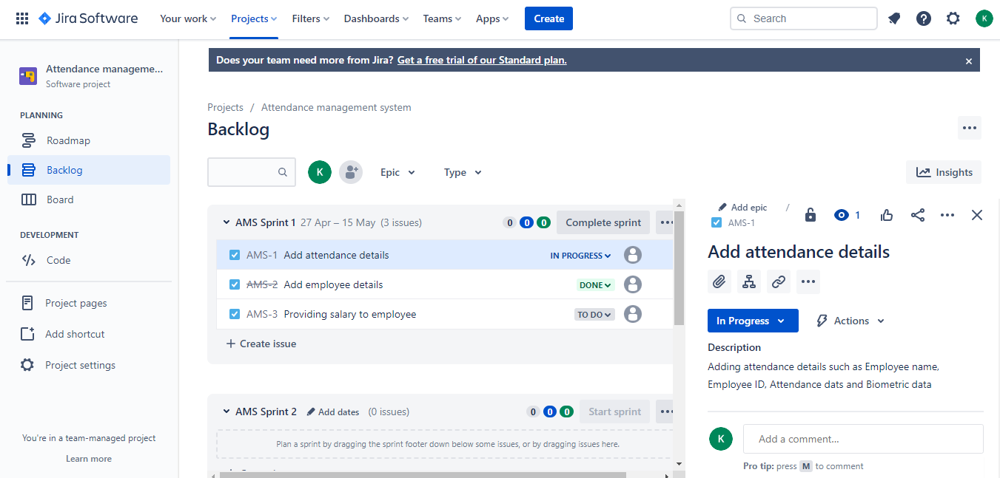 Jira Software
Your work
Projects
Filters
Dashboards
Teams
Apps
Create
Search
K
Attendance manageme...
Software project
PLANNING
Roadmap
Backlog
Board
DEVELOPMENT
Code
Project pages
Add shortcut
Project settings
You're in a team-managed project
Learn more
Does your team need more from Jira? Get a free trial of our Standard plan.
Projects / Attendance management system
Backlog
K
Epic
Type
Insights
AMS Sprint 1 27 Apr – 15 May (3 issues)
0 0 0
Complete sprint
AMS-1 Add attendance details IN PROGRESS
AMS-2 Add employee details DONE
AMS-3 Providing salary to employee TO DO
+ Create issue
AMS Sprint 2 Add dates (0 issues)
0 0 0
Start sprint
Plan a sprint by dragging the sprint footer down below some issues, or by dragging issues here.
Add epic /
AMS-1
1
Add attendance details
In Progress
Actions
Description
Adding attendance details such as Employee name,
Employee ID, Attendance dats and Biometric data
K
Add a comment...
Pro tip: press M to comment